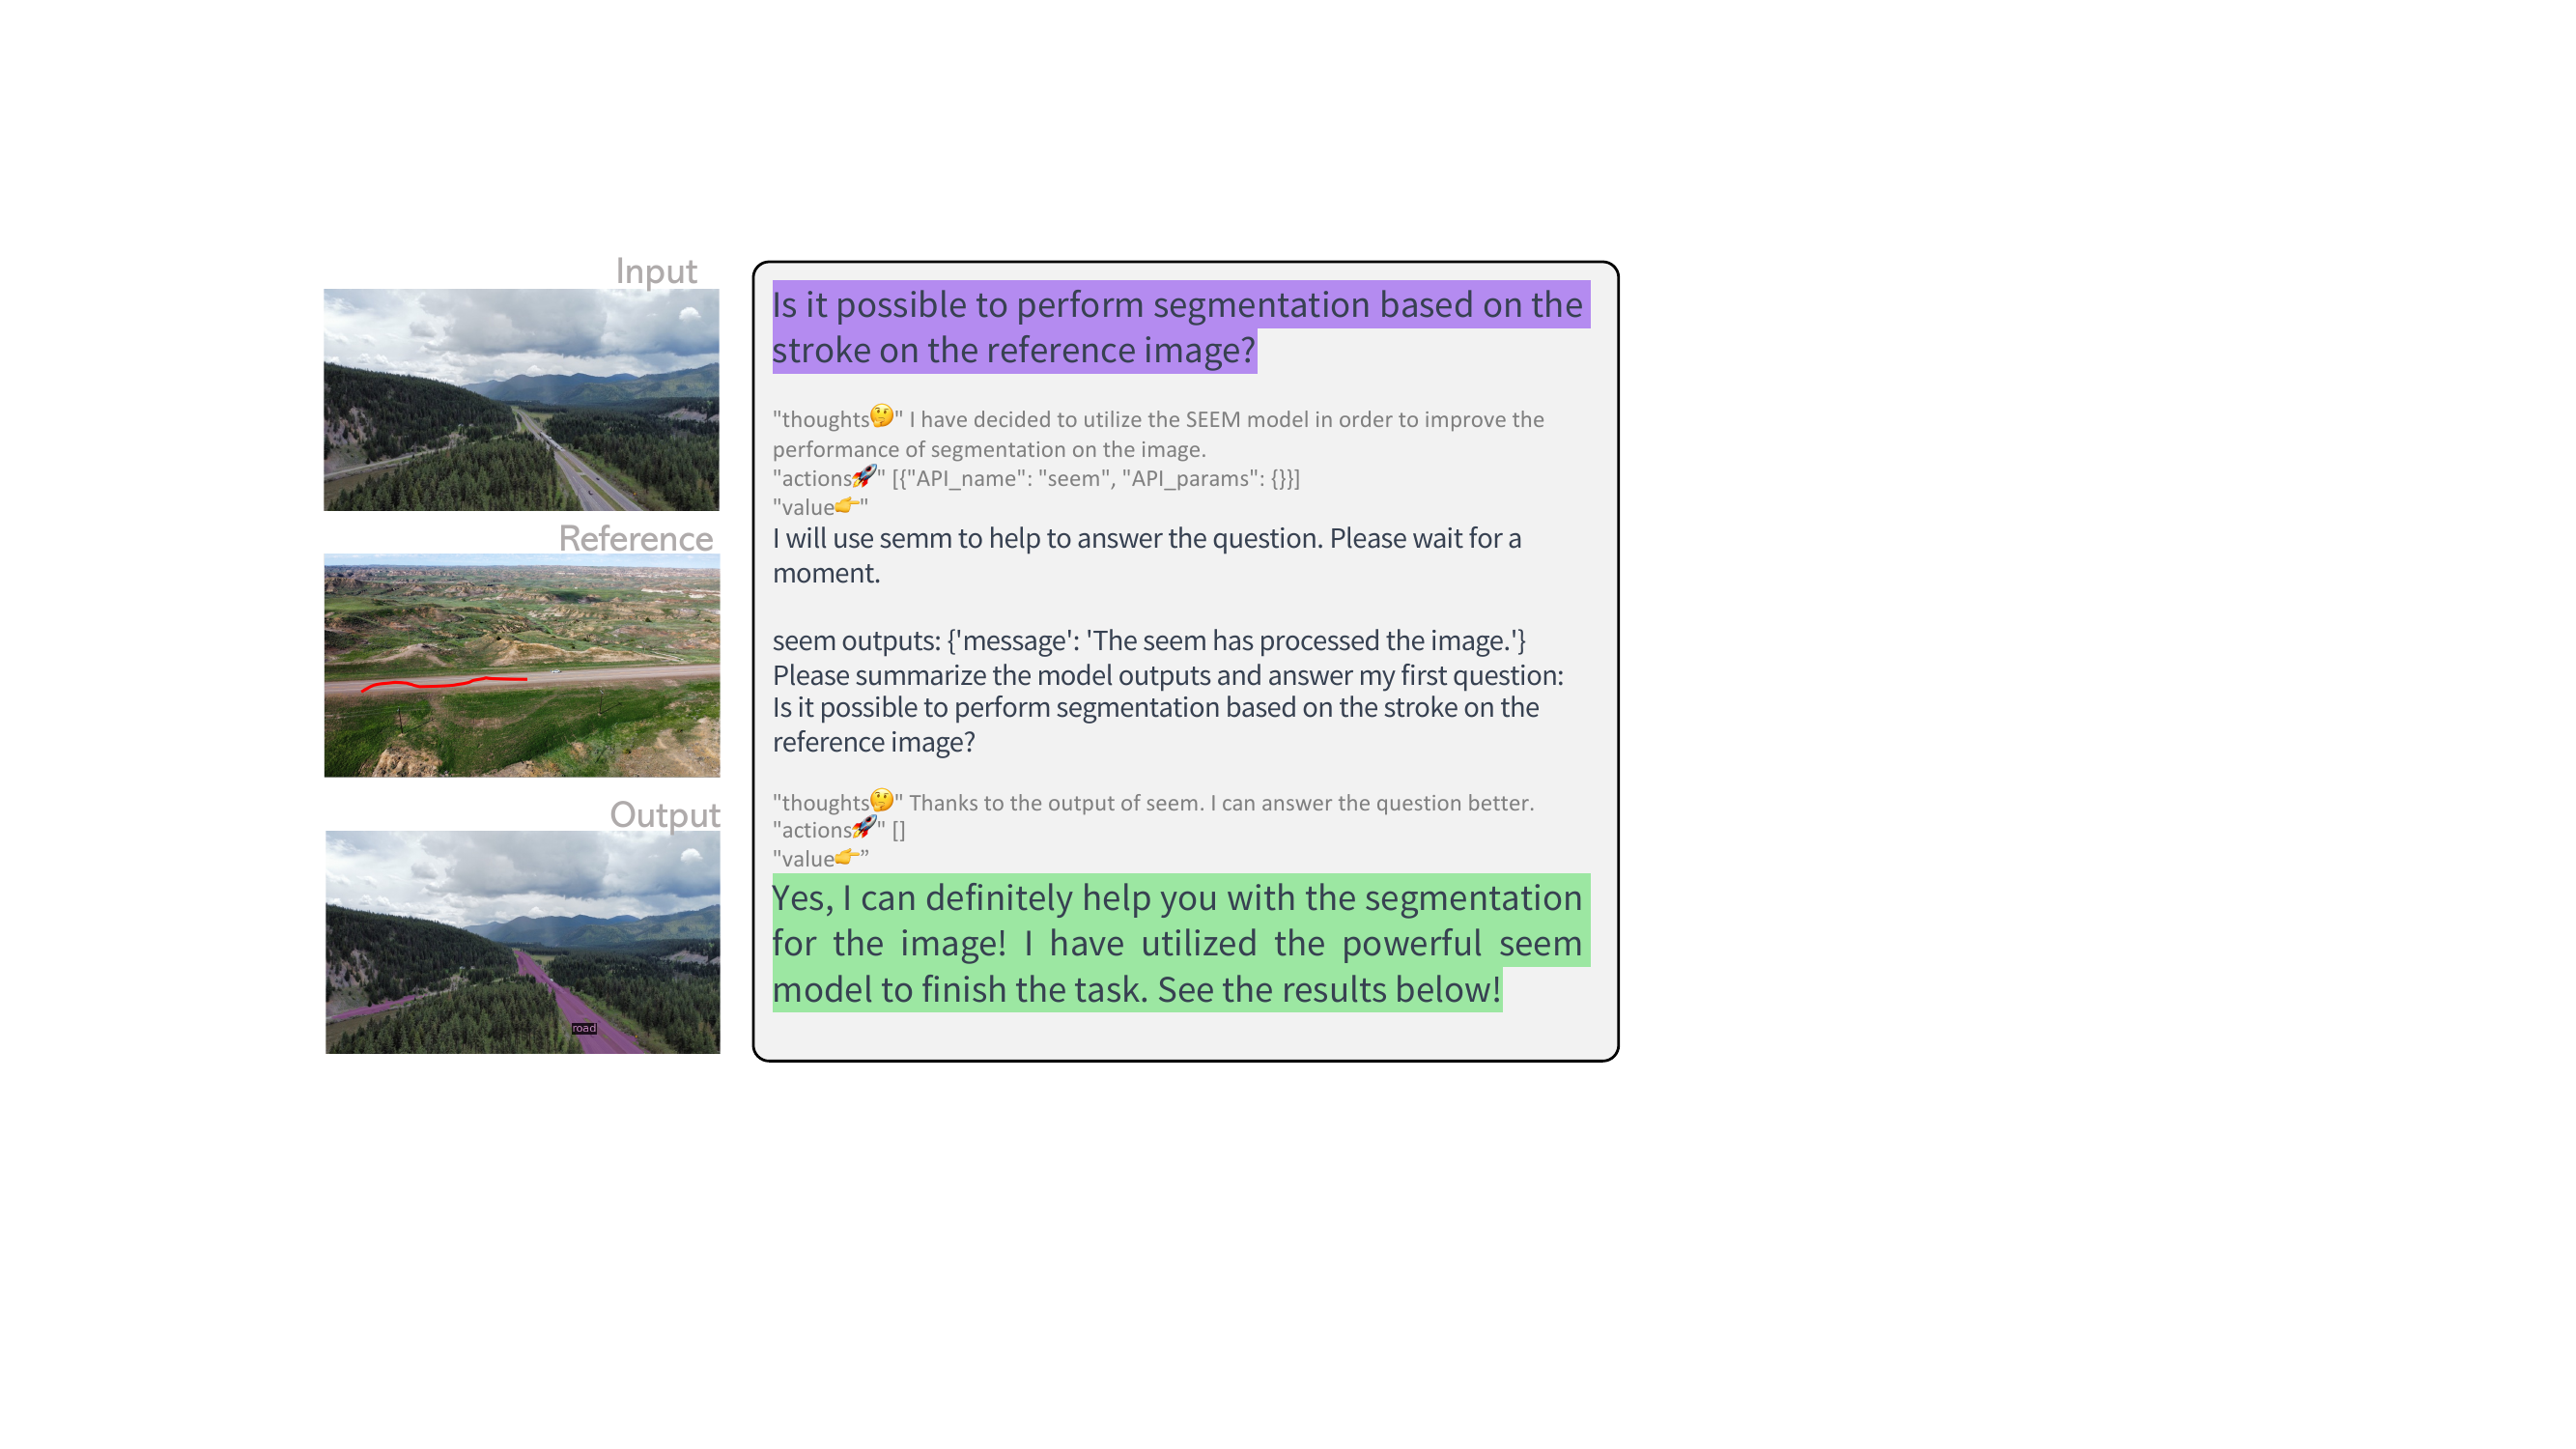 Input
Reference
Output
road
Is it possible to perform segmentation based on the
stroke on the reference image?
"thoughts🤔" I have decided to utilize the SEEM model in order to improve the
performance of segmentation on the image.
"actions🚀" [{"API_name": "seem", "API_params": {}}]
"value👉"
I will use semm to help to answer the question. Please wait for a
moment.
seem outputs: {'message': 'The seem has processed the image.'}
Please summarize the model outputs and answer my first question:
Is it possible to perform segmentation based on the stroke on the
reference image?
"thoughts🤔" Thanks to the output of seem. I can answer the question better.
"actions🚀" []
"value👉”
Yes, I can definitely help you with the segmentation
for the image! I have utilized the powerful seem
model to finish the task. See the results below!